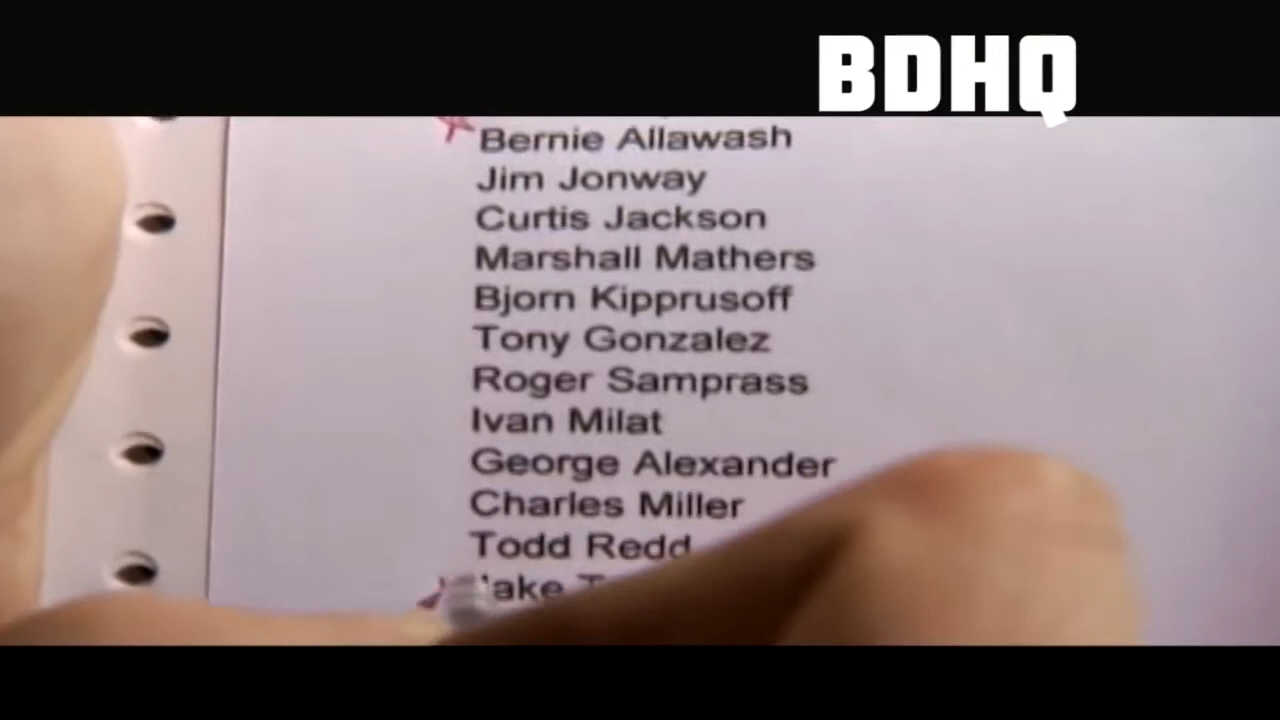 BDHQ
Bernie Allawash
Jim Jonway
Curtis Jackson
Marshall Mathers
Bjorn Kipprusoff
Tony Gonzalez
Roger Samprass
Ivan Milat
George Alexander
Charles Miller
Todd Redd